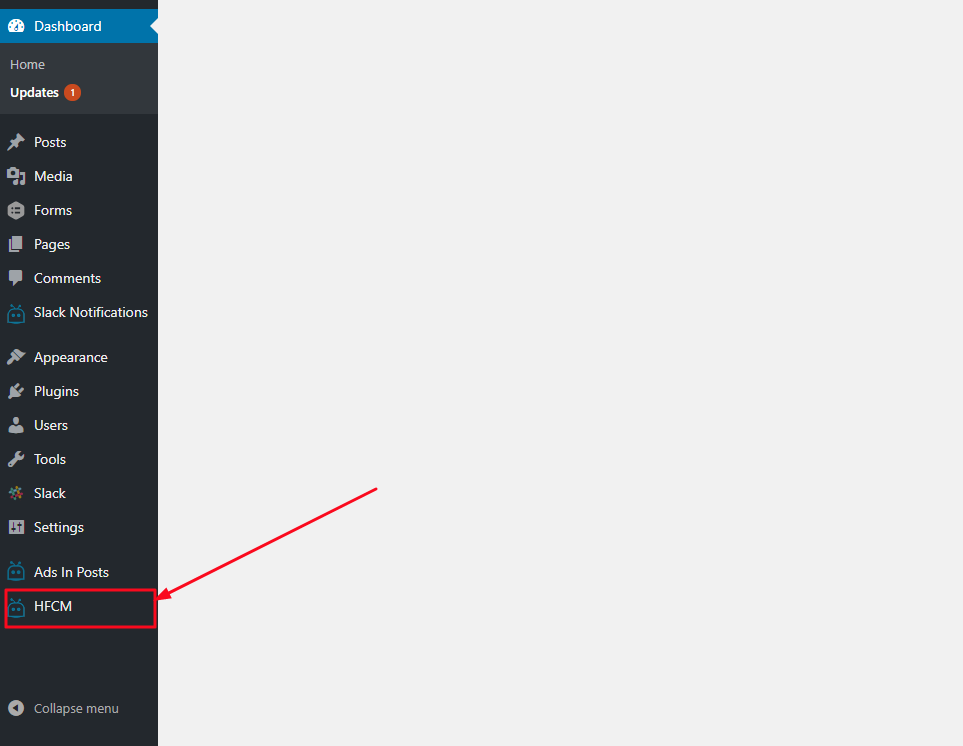 Dashboard
Home
Updates 1
Posts
Media
Forms
Pages
Comments
Slack Notifications
Appearance
Plugins
Users
Tools
Slack
Settings
Ads In Posts
HFCM
Collapse menu